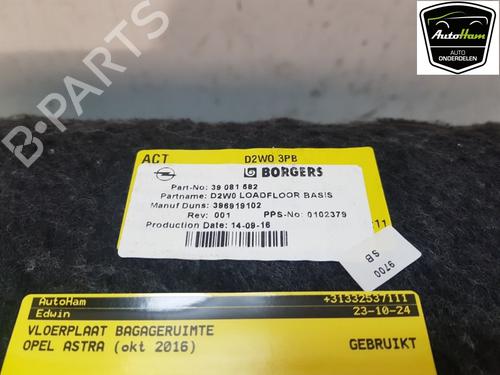 AutoHam
AUTO
ONDERDELEN
B-PARTS
ACT D2W0 3PB
BORGERS
Part-No: 39 081 582
Partname: D2W0 LOADFLOOR BASIS
Manuf Duns: 396919102
Rev: 001 PPS-No: 0102379
Production Date: 14-09-16
9700
SB
AutoHam +31332537111
Edwin 23-10-24
VLOERPLAAT BAGAGERUIMTE
OPEL ASTRA (okt 2016) GEBRUIKT